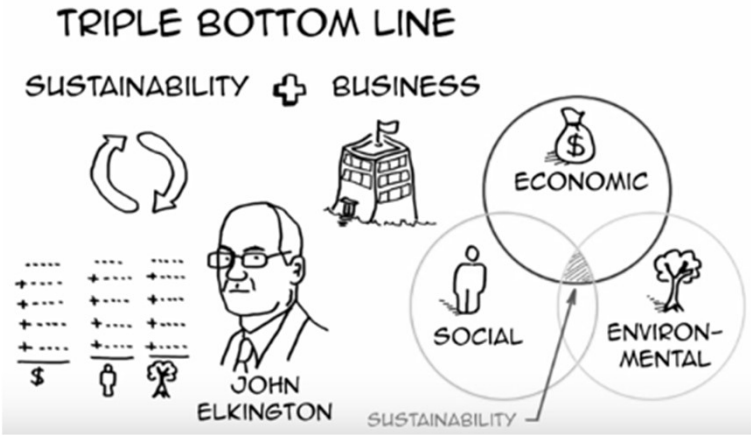 TRIPLE BOTTOM LINE
SUSTAINABILITY + BUSINESS
$
ECONOMIC
SOCIAL
ENVIRON-
MENTAL
$
JOHN
ELKINGTON
SUSTAINABILITY